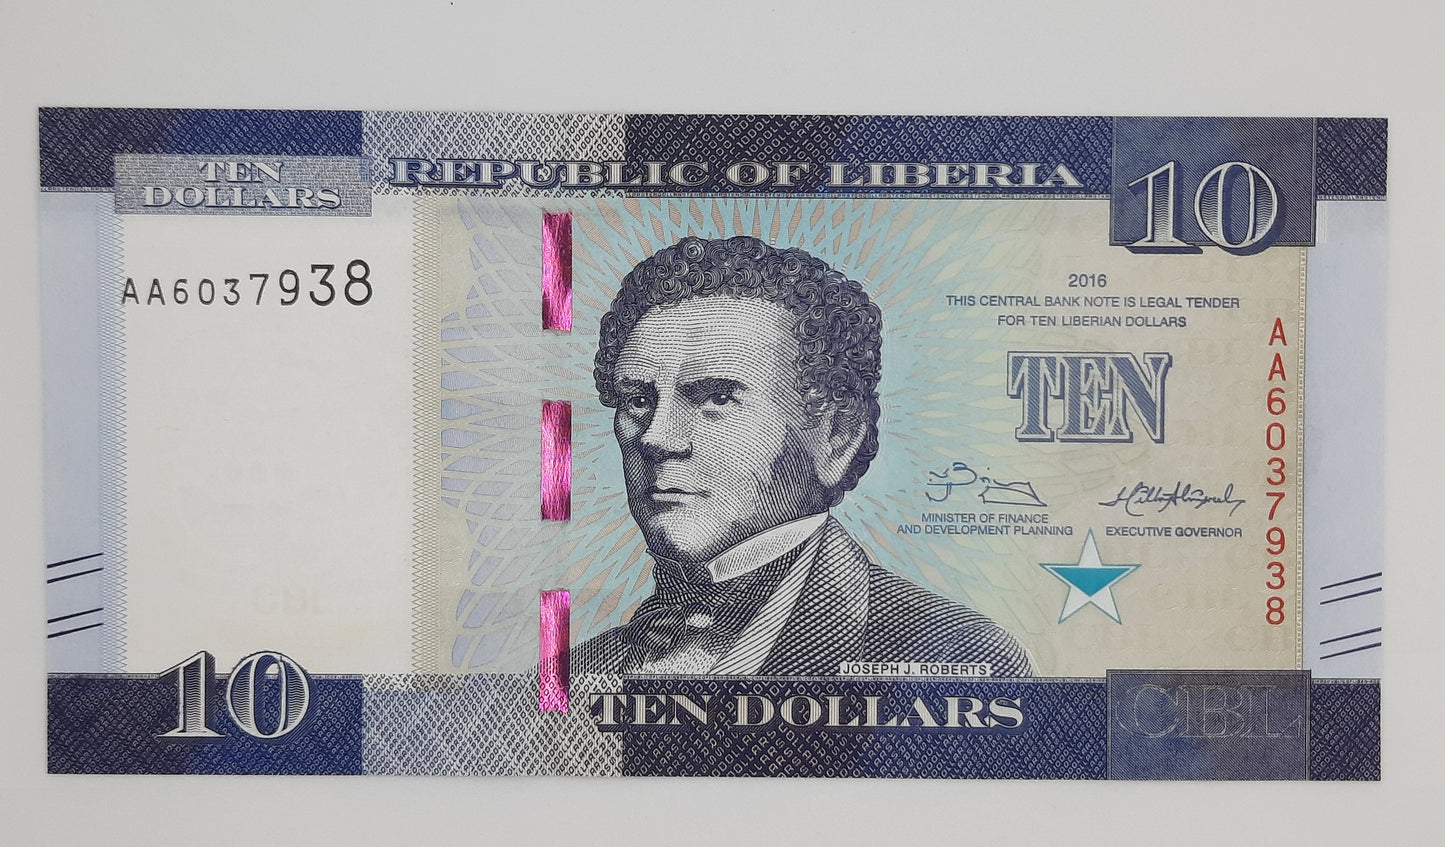 TEN
DOLLARS
REPUBLIC OF LIBERIA
10
AA6037938
2016
THIS CENTRAL BANK NOTE IS LEGAL TENDER
FOR TEN LIBERIAN DOLLARS
TEN
AA6037938
MINISTER OF FINANCE
AND DEVELOPMENT PLANNING
EXECUTIVE GOVERNOR
JOSEPH J. ROBERTS
10
TEN DOLLARS
CBL